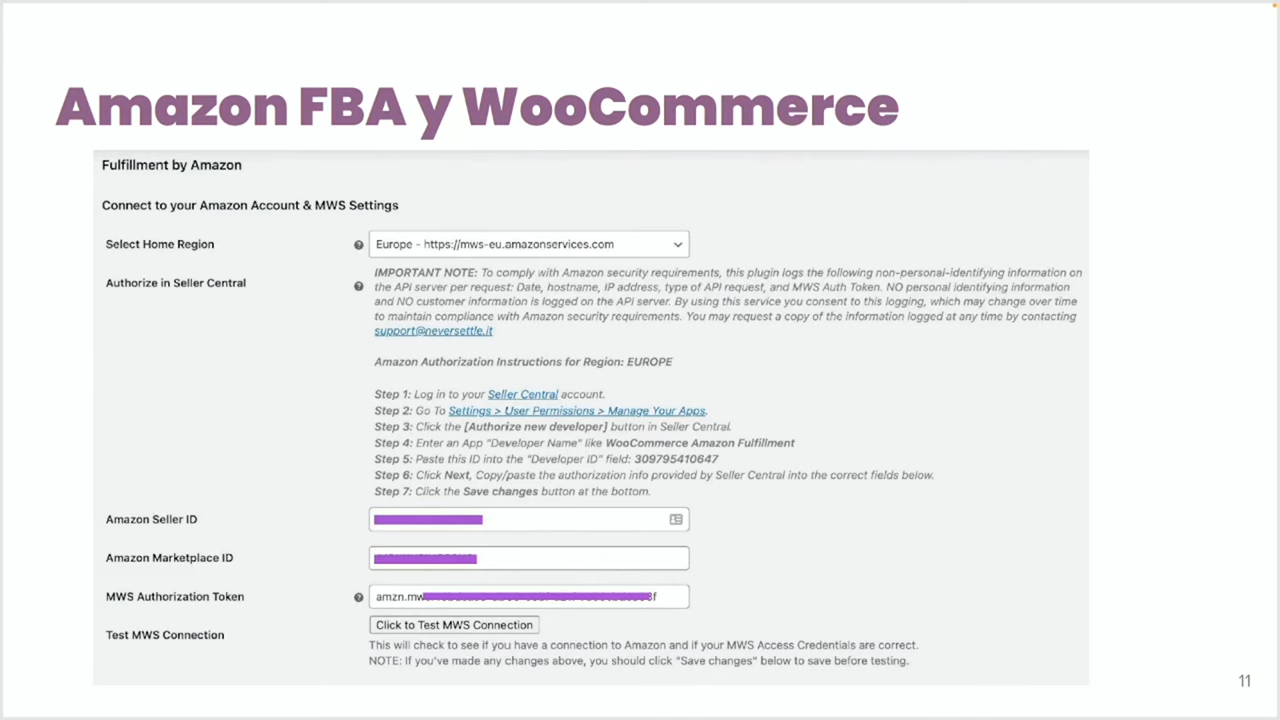 Amazon FBA y WooCommerce
Fulfillment by Amazon
Connect to your Amazon Account & MWS Settings
Select Home Region
Europe - https://mws-eu.amazonservices.com
Authorize in Seller Central
IMPORTANT NOTE: To comply with Amazon security requirements, this plugin logs the following non-personal-identifying information on
the API server per request: Date, hostname, IP address, type of API request, and MWS Auth Token. NO personal identifying information
and NO customer information is logged on the API server. By using this service you consent to this logging, which may change over time
to maintain compliance with Amazon security requirements. You may request a copy of the information logged at any time by contacting
support@neversettle.it
Amazon Authorization Instructions for Region: EUROPE
Step 1: Log in to your Seller Central account.
Step 2: Go To Settings > User Permissions > Manage Your Apps.
Step 3: Click the [Authorize new developer] button in Seller Central.
Step 4: Enter an App "Developer Name" like WooCommerce Amazon Fulfillment
Step 5: Paste this ID into the "Developer ID" field: 309795410647
Step 6: Click Next, Copy/paste the authorization info provided by Seller Central into the correct fields below.
Step 7: Click the Save changes button at the bottom.
Amazon Seller ID
Amazon Marketplace ID
MWS Authorization Token
amzn.mw
Test MWS Connection
Click to Test MWS Connection
This will check to see if you have a connection to Amazon and if your MWS Access Credentials are correct.
NOTE: If you've made any changes above, you should click "Save changes" below to save before testing.
11